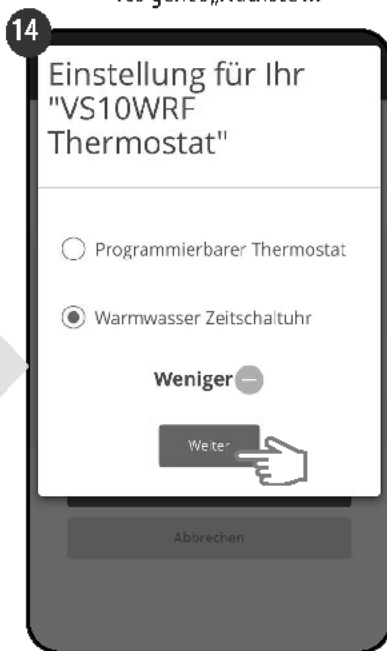 14
Einstellung für Ihr
"VS10WRF
Thermostat"
Programmierbarer Thermostat
Warmwasser Zeitschaltuhr
Weniger
Weiter
Abbrechen